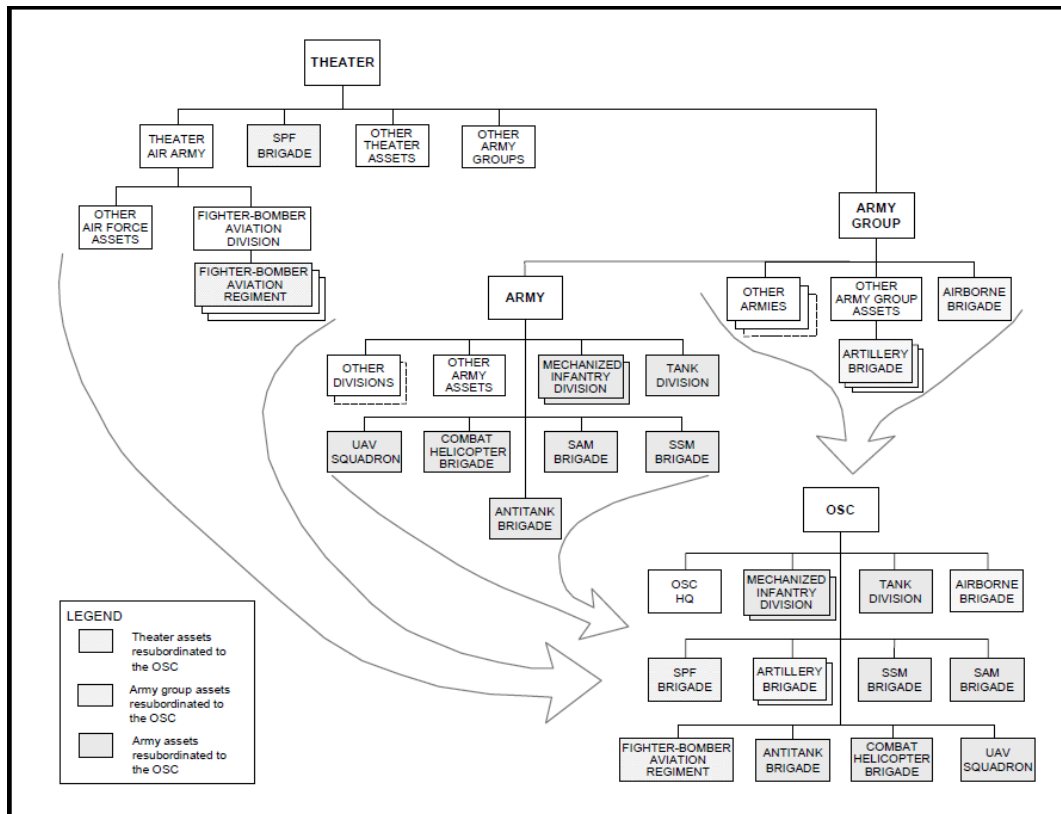 THEATER
THEATER
AIR ARMY
SPF
BRIGADE
OTHER
THEATER
ASSETS
OTHER
ARMY
GROUPS
OTHER
AIR FORCE
ASSETS
FIGHTER-BOMBER
AVIATION
DIVISION
ARMY
GROUP
FIGHTER-BOMBER
AVIATION
REGIMENT
ARMY
OTHER
ARMIES
OTHER
ARMY GROUP
ASSETS
AIRBORNE
BRIGADE
ARTILLERY
BRIGADE
OTHER
DIVISIONS
OTHER
ARMY
ASSETS
MECHANIZED
INFANTRY
DIVISION
TANK
DIVISION
UAV
SQUADRON
COMBAT
HELICOPTER
BRIGADE
SAM
BRIGADE
SSM
BRIGADE
ANTITANK
BRIGADE
OSC
OSC
HQ
MECHANIZED
INFANTRY
DIVISION
TANK
DIVISION
AIRBORNE
BRIGADE
SPF
BRIGADE
ARTILLERY
BRIGADE
SSM
BRIGADE
SAM
BRIGADE
FIGHTER-BOMBER
AVIATION
REGIMENT
ANTITANK
BRIGADE
COMBAT
HELICOPTER
BRIGADE
UAV
SQUADRON
LEGEND
Theater assets
resubordinated to
the OSC
Army group assets
resubordinated to
the OSC
Army assets
resubordinated to
the OSC